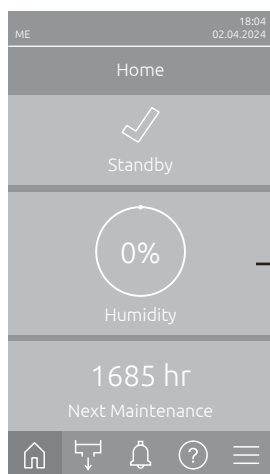 18:04
ME 02.04.2024
Home
Standby
0%
Humidity
1685 hr
Next Maintenance
?